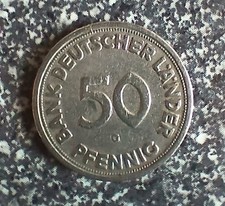 BANK DEUTSCHER LÄNDER
50
G
PFENNIG